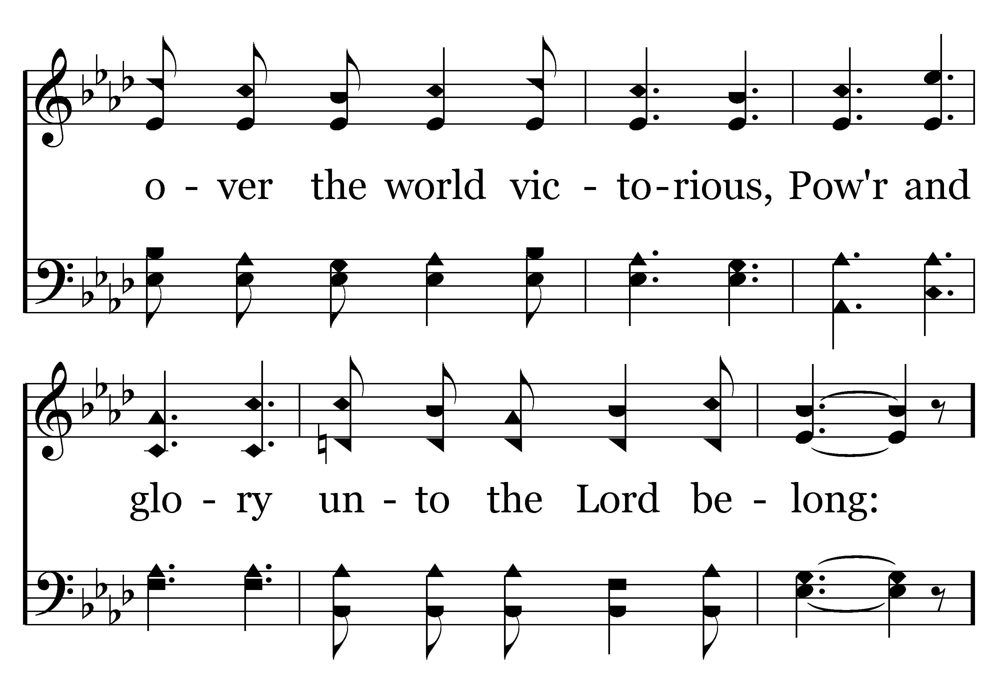 o - ver the world vic - to-rious, Pow'r and
glo - ry un - to the Lord be - long: